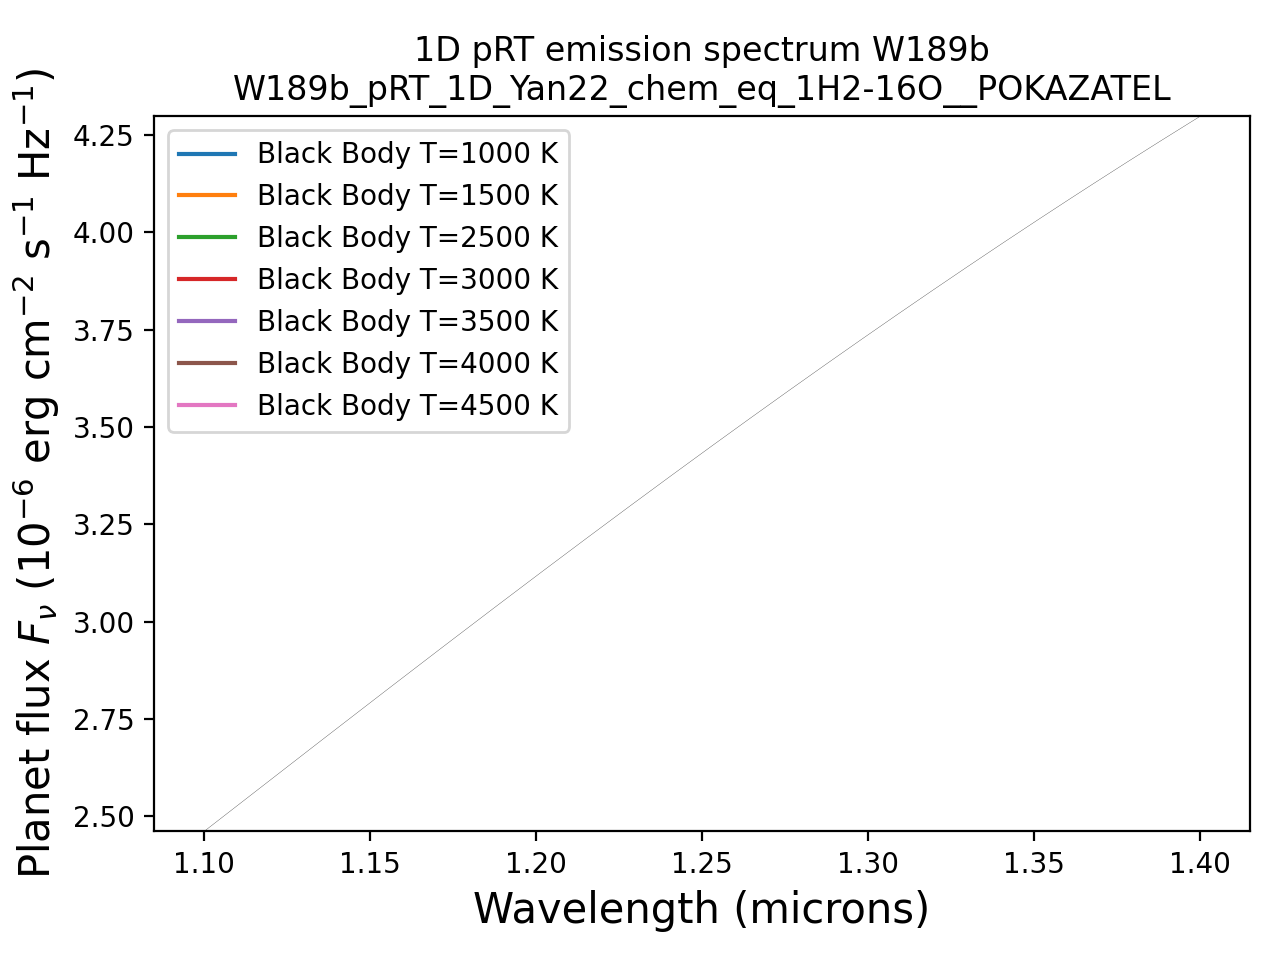 1D pRT emission spectrum W189b
W189b_pRT_1D_Yan22_chem_eq_1H2-16O__POKAZATEL
Planet flux Fν (10⁻⁶ erg cm⁻² s⁻¹ Hz⁻¹)
4.25
4.00
3.75
3.50
3.25
3.00
2.75
2.50
Black Body T=1000 K
Black Body T=1500 K
Black Body T=2500 K
Black Body T=3000 K
Black Body T=3500 K
Black Body T=4000 K
Black Body T=4500 K
1.10 1.15 1.20 1.25 1.30 1.35 1.40
Wavelength (microns)